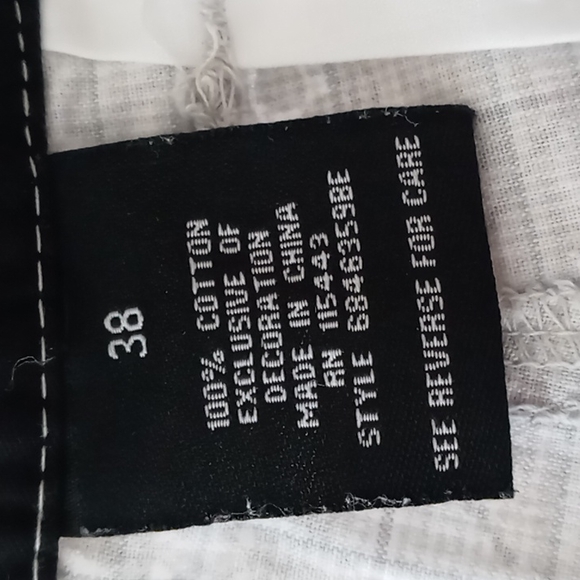 38
100% COTTON
EXCLUSIVE OF
DECORATION
MADE IN CHINA
RN 115443
STYLE 6846359BE
SEE REVERSE FOR CARE